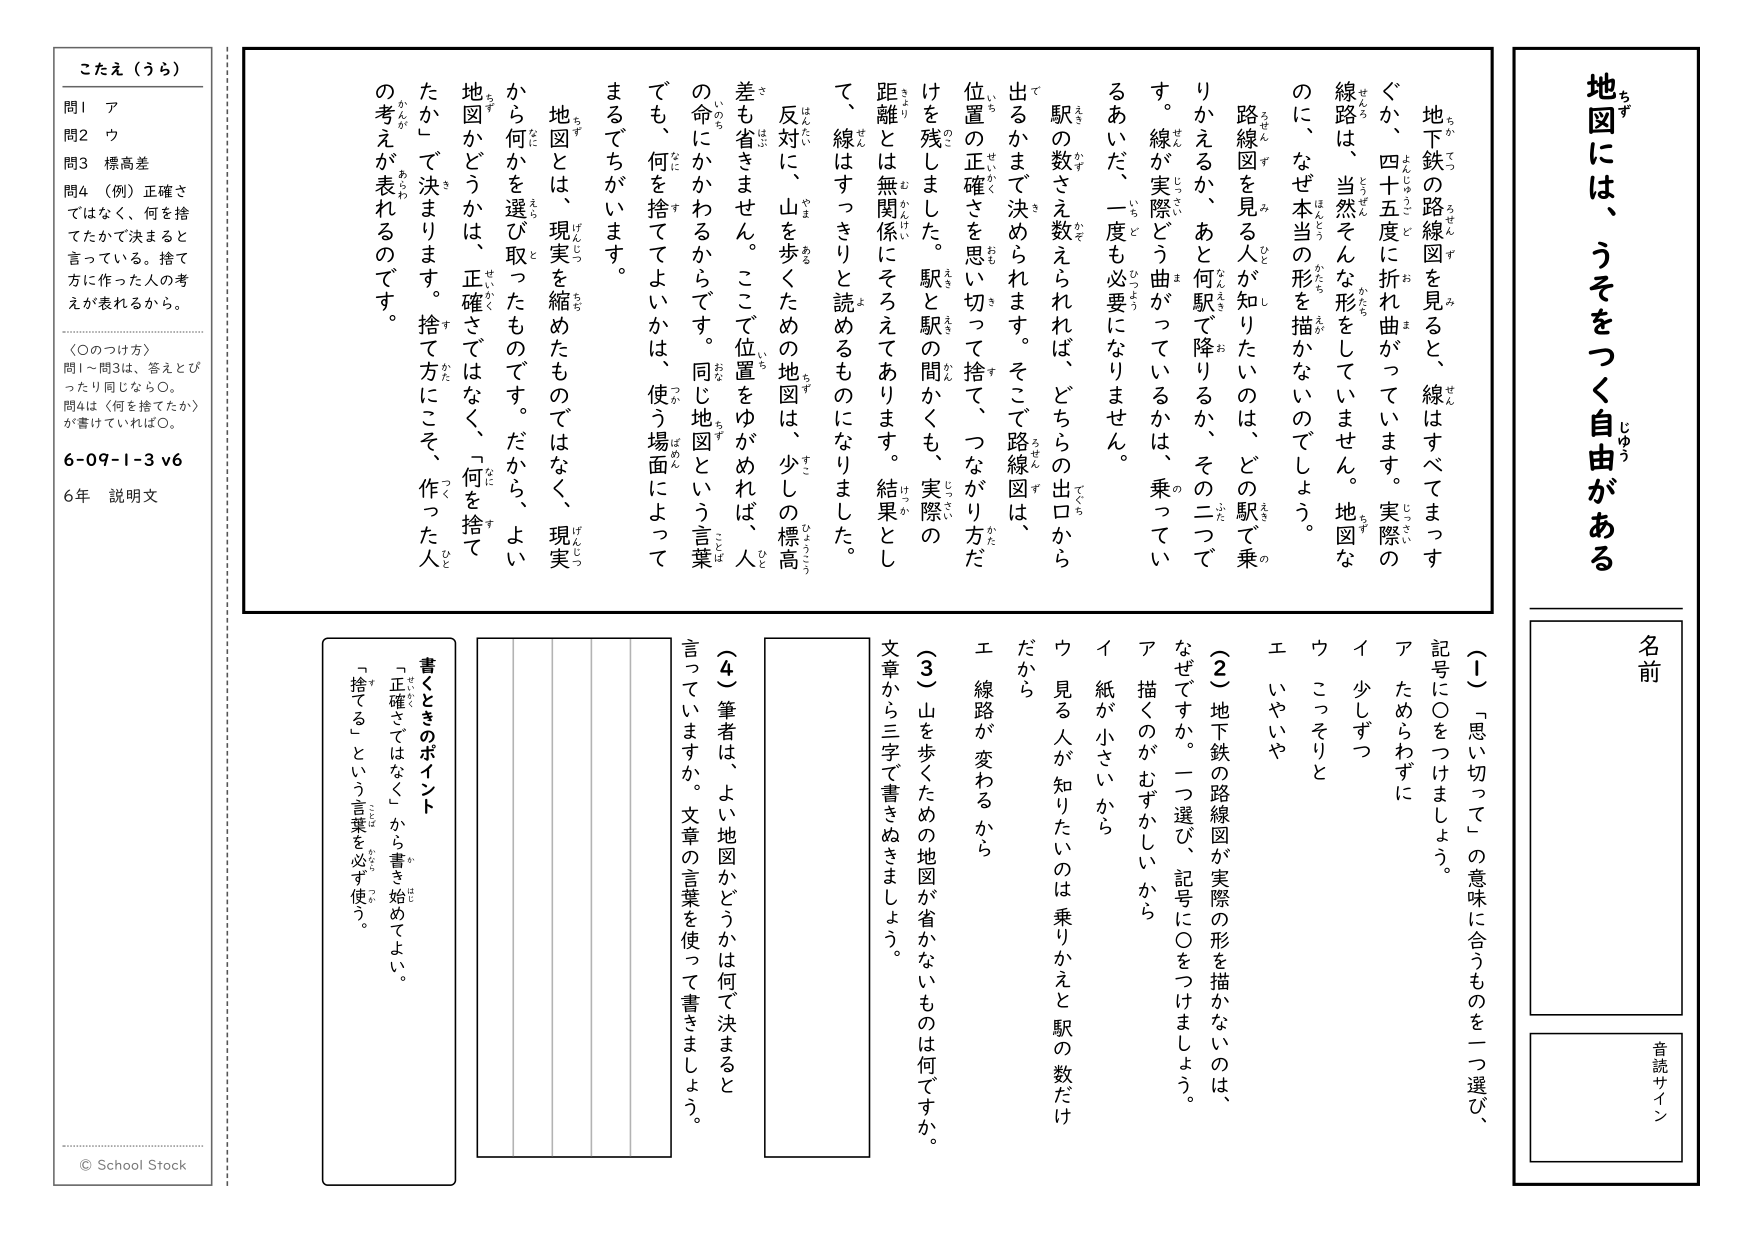 地図には、うそをつく自由がある
名前
音読サイン
地下鉄の路線図を見ると、線はすべてまっす
ぐか、四十五度に折れ曲がっています。実際の
線路は、当然そんな形をしていません。地図な
のに、なぜ本当の形を描かないのでしょう。
路線図を見る人が知りたいのは、どの駅で乗
りかえるか、あと何駅で降りるか、その二つで
す。線が実際どう曲がっているかは、乗ってい
るあいだ、一度も必要になりません。
駅の数さえ数えられれば、どちらの出口から
出るかまで決められます。そこで路線図は、
位置の正確さを思い切って捨て、つながり方だ
けを残しました。駅と駅の間かくも、実際の
距離とは無関係にそろえてあります。結果とし
て、線はすっきりと読めるものになりました。
反対に、山を歩くための地図は、少しの標高
差も省きません。ここで位置をゆがめれば、人
の命にかかわるからです。同じ地図という言葉
でも、何を捨ててよいかは、使う場面によって
まるでちがいます。
地図とは、現実を縮めたものではなく、現実
から何かを選び取ったものです。だから、よい
地図かどうかは、正確さではなく、「何を捨て
たか」で決まります。捨て方にこそ、作った人
の考えが表れるのです。
(1)「思い切って」の意味に合うものを一つ選び、
記号に〇をつけましょう。
ア ためらわずに
イ 少しずつ
ウ こっそりと
エ いやいや
(2)地下鉄の路線図が実際の形を描かないのは、
なぜですか。一つ選び、記号に〇をつけましょう。
ア 描くのが むずかしい から
イ 紙が 小さい から
ウ 見る 人が 知りたいのは 乗りかえと 駅の 数だけ
だから
エ 線路が 変わる から
(3)山を歩くための地図が省かないものは何ですか。
文章から三字で書きぬきましょう。
(4)筆者は、よい地図かどうかは何で決まると
言っていますか。文章の言葉を使って書きましょう。
書くときのポイント
「正確さではなく」から書き始めてよい。
「捨てる」という言葉を必ず使う。
こたえ(うら)
問1 ア
問2 ウ
問3 標高差
問4 (例)正確さ
ではなく、何を捨
てたかで決まると
言っている。捨て
方に作った人の考
えが表れるから。
〈〇のつけ方〉
問1〜問3は、答えとぴ
ったり同じなら〇。
問4は〈何を捨てたか〉
が書けていれば〇。
6-09-1-3 v6
6年 説明文
© School Stock